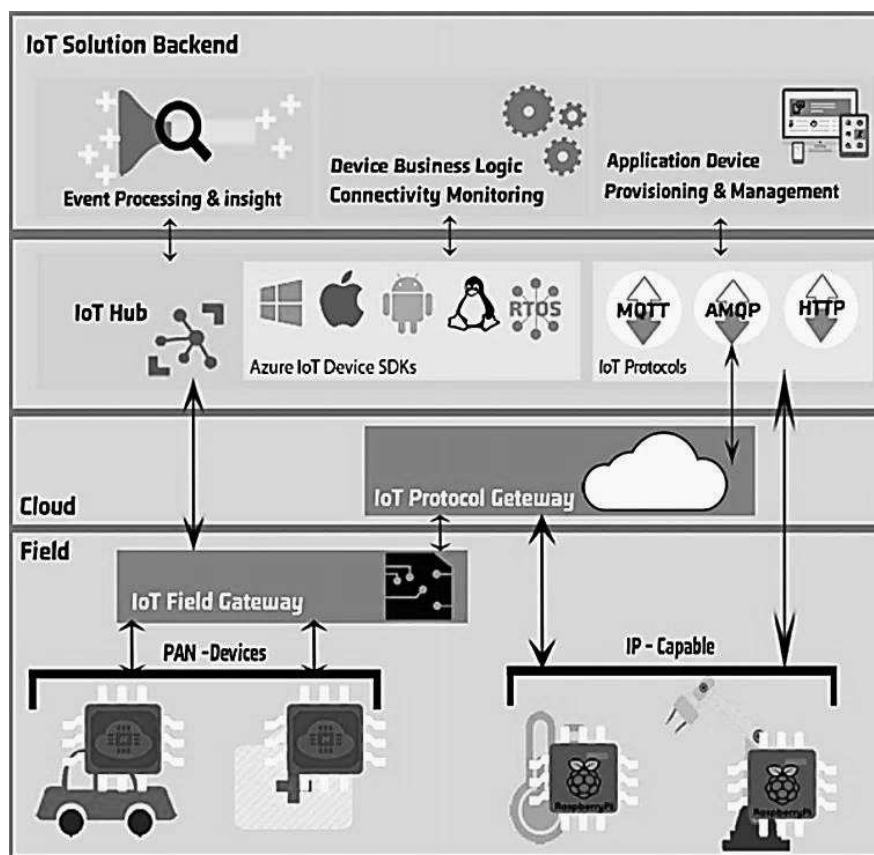 IoT Solution Backend
Event Processing & insight
Device Business Logic
Connectivity Monitoring
Application Device
Provisioning & Management
IoT Hub
RTOS
Azure IoT Device SDKs
MQTT
AMQP
HTTP
IoT Protocols
IoT Protocol Geteway
Cloud
Field
IoT Field Gateway
PAN -Devices
IP - Capable
RaspberryPi
RaspberryPi